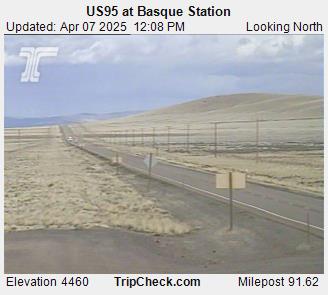 US95 at Basque Station
Updated: Apr 07 2025 12:08 PM Looking North
Elevation 4460 TripCheck.com Milepost 91.62